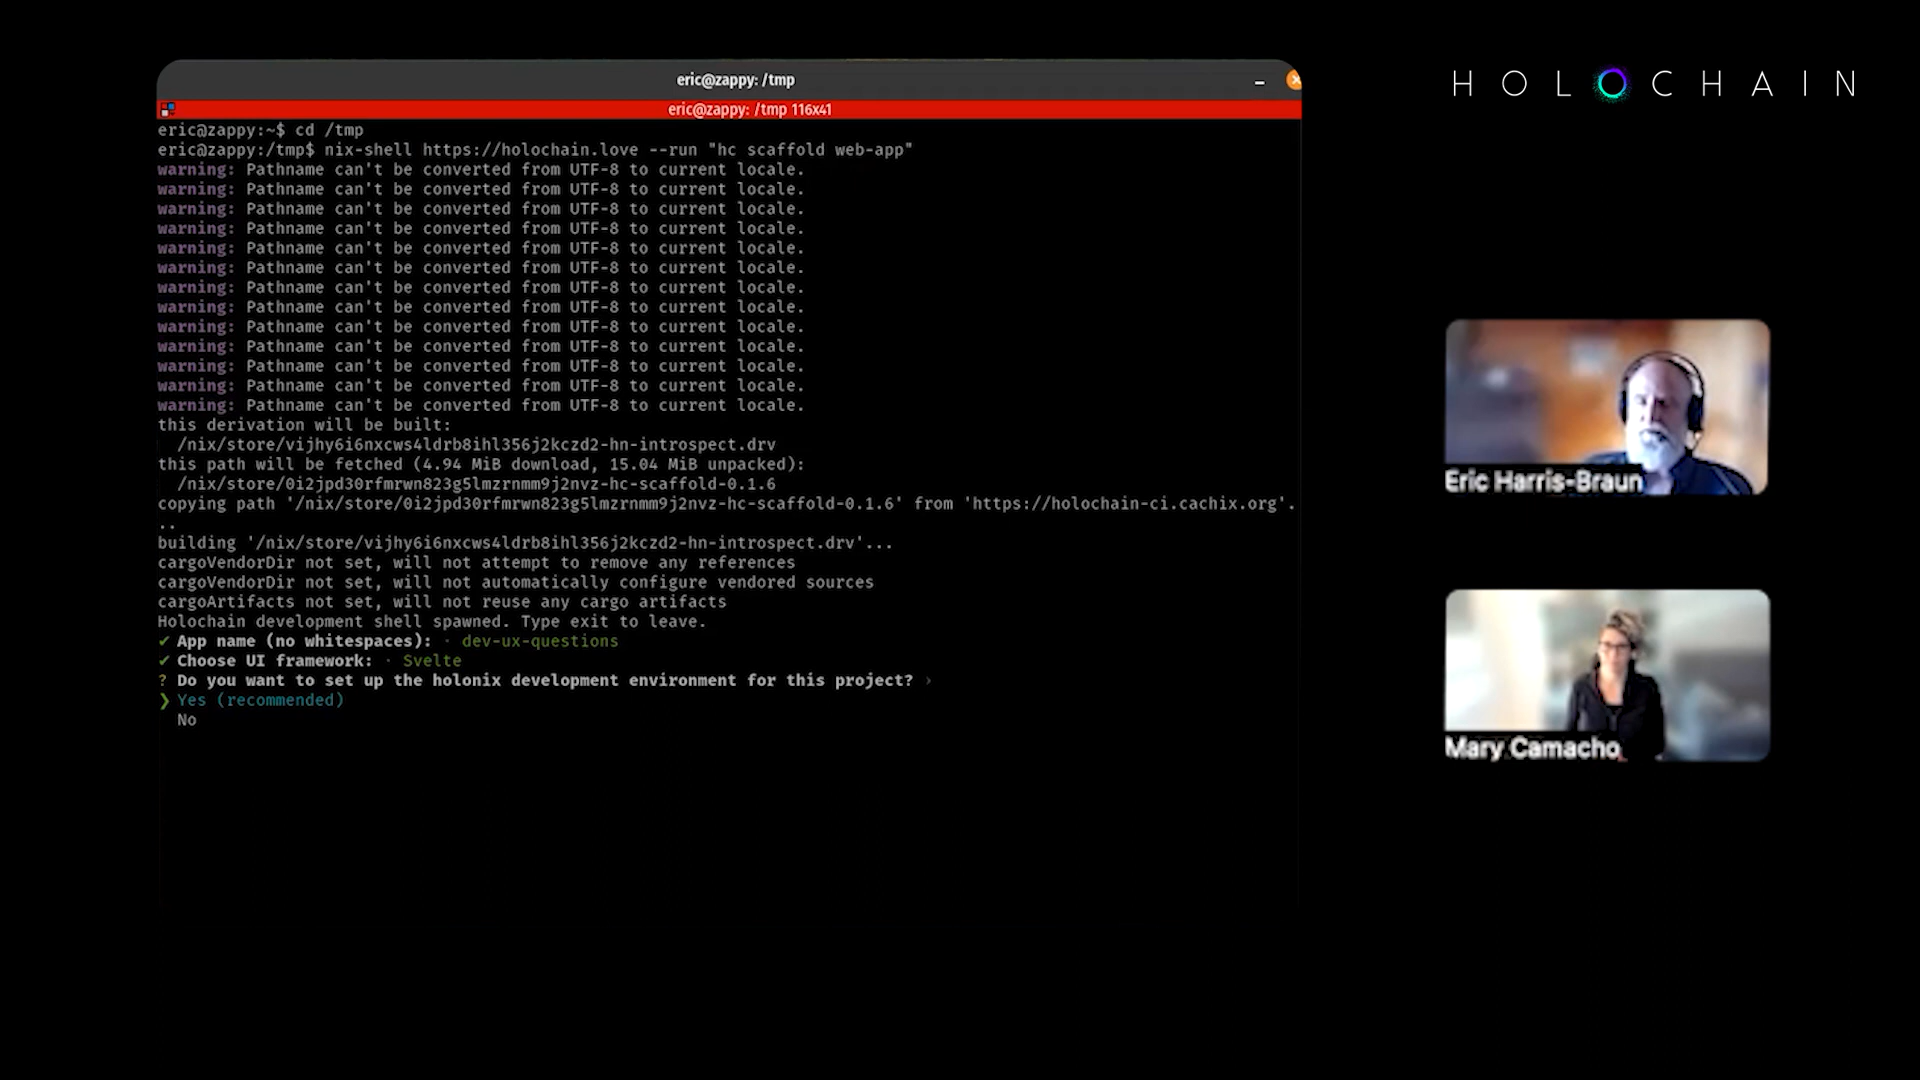 eric@zappy: /tmp
eric@zappy: /tmp 116x41
eric@zappy:~$ cd /tmp
eric@zappy:/tmp$ nix-shell https://holochain.love --run "hc scaffold web-app"
warning: Pathname can't be converted from UTF-8 to current locale.
warning: Pathname can't be converted from UTF-8 to current locale.
warning: Pathname can't be converted from UTF-8 to current locale.
warning: Pathname can't be converted from UTF-8 to current locale.
warning: Pathname can't be converted from UTF-8 to current locale.
warning: Pathname can't be converted from UTF-8 to current locale.
warning: Pathname can't be converted from UTF-8 to current locale.
warning: Pathname can't be converted from UTF-8 to current locale.
warning: Pathname can't be converted from UTF-8 to current locale.
warning: Pathname can't be converted from UTF-8 to current locale.
warning: Pathname can't be converted from UTF-8 to current locale.
warning: Pathname can't be converted from UTF-8 to current locale.
warning: Pathname can't be converted from UTF-8 to current locale.
this derivation will be built:
/nix/store/vijhy6i6nxcws4ldrb8ihl356j2kczd2-hn-introspect.drv
this path will be fetched (4.94 MiB download, 15.04 MiB unpacked):
/nix/store/0i2jpd30rfmrwn823g5lmzrnmm9j2nvz-hc-scaffold-0.1.6
copying path '/nix/store/0i2jpd30rfmrwn823g5lmzrnmm9j2nvz-hc-scaffold-0.1.6' from 'https://holochain-ci.cachix.org'.
..
building '/nix/store/vijhy6i6nxcws4ldrb8ihl356j2kczd2-hn-introspect.drv'...
cargoVendorDir not set, will not attempt to remove any references
cargoVendorDir not set, will not automatically configure vendored sources
cargoArtifacts not set, will not reuse any cargo artifacts
Holochain development shell spawned. Type exit to leave.
✔ App name (no whitespaces): · dev-ux-questions
✔ Choose UI framework: · Svelte
? Do you want to set up the holonix development environment for this project? ›
❯ Yes (recommended)
No
HOLOCHAIN
Eric Harris-Braun
Mary Camacho